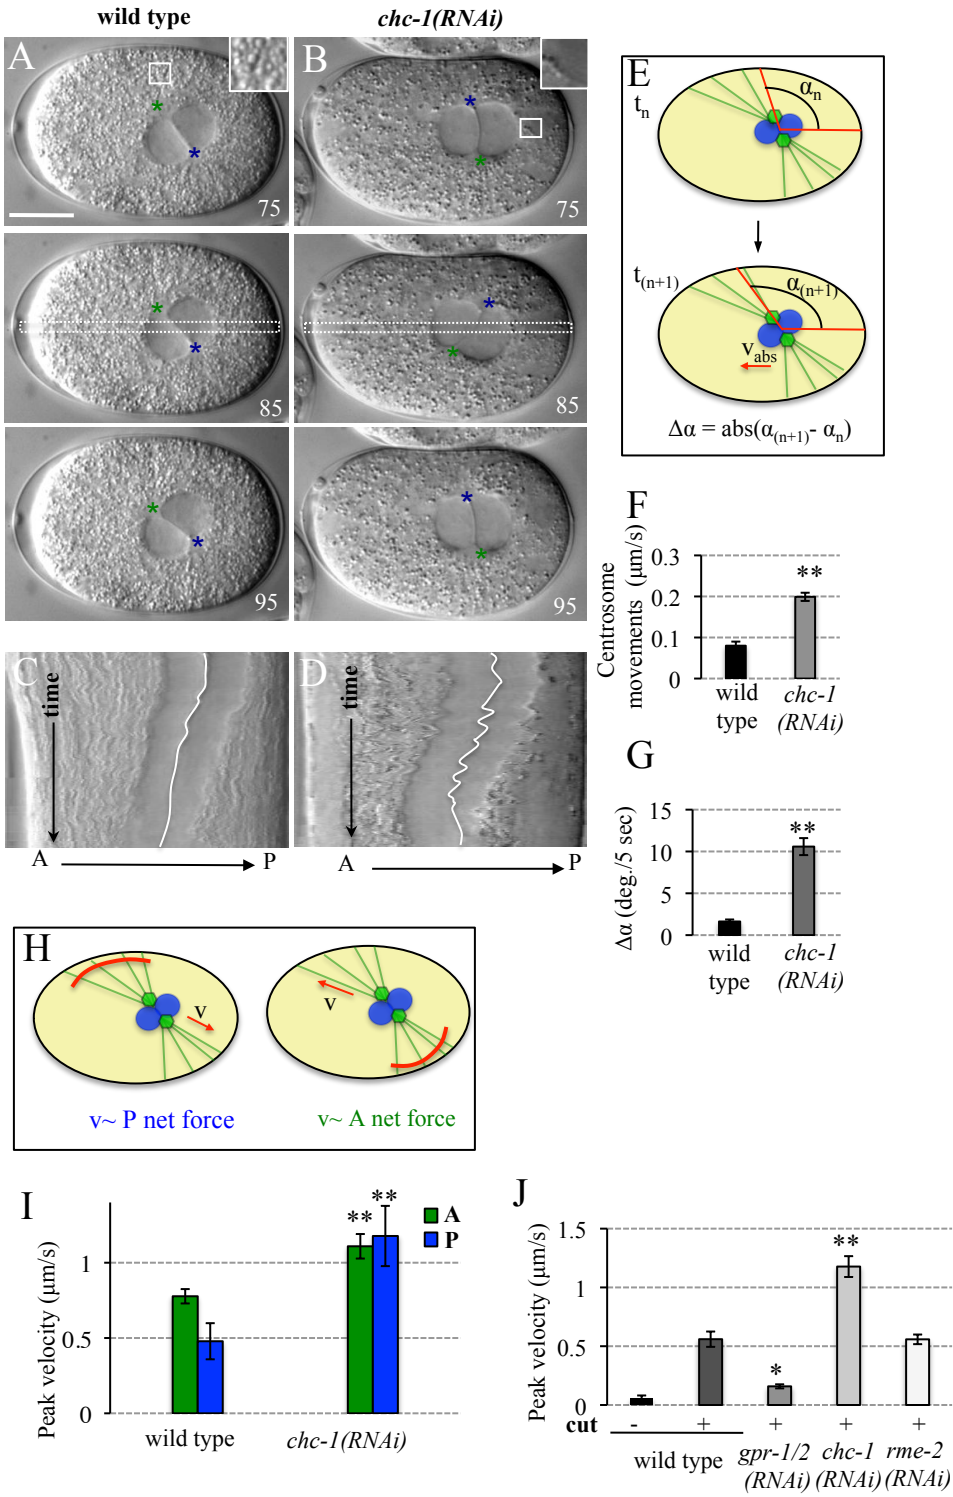 wild type
chc-1(RNAi)
A
75
B
75
85
85
95
95
C
time
D
time
A
P
A
P
E
tn
αn
t(n+1)
α(n+1)
vabs
Δα = abs(α(n+1)- αn)
F
Centrosome
movements (μm/s)
0.3
0.2
0.1
0
**
wild
type
chc-1
(RNAi)
G
Δα (deg./5 sec)
15
10
5
0
**
wild
type
chc-1
(RNAi)
H
v
v
v~ P net force
v~ A net force
I
Peak velocity (μm/s)
1
0.5
0
** **
A
P
wild type
chc-1(RNAi)
J
Peak velocity (μm/s)
1.5
1
0.5
0
*
**
cut - + + + +
wild type
gpr-1/2
(RNAi)
chc-1
(RNAi)
rme-2
(RNAi)